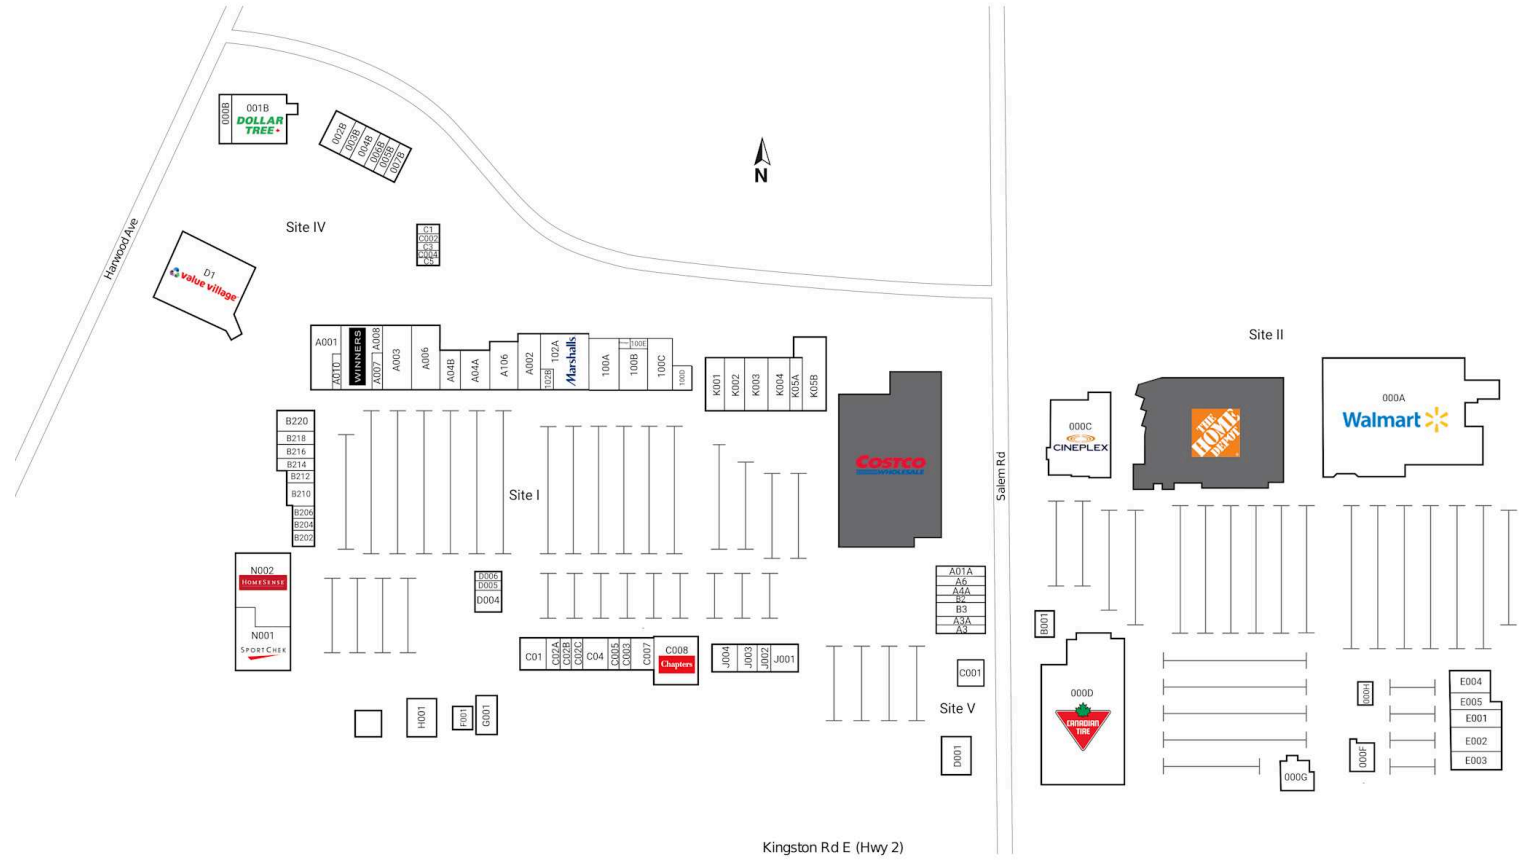 000B
001B
DOLLAR
TREE
002B
003B
004B
006B
005B
007B
N
Harwood Ave
Site IV
C1
C002
C3
C004
C5
D1
value village
Site II
A001
A010
WINNERS
A008
A007
A003
A006
A04B
A04A
A106
A002
102A
102B
Marshalls
100A
100E
100B
100C
100D
K001
K002
K003
K004
K05A
K05B
COSTCO
WHOLESALE
Salem Rd
000C
CINEPLEX
THE
HOME
DEPOT
000A
Walmart
B220
B218
B216
B214
B212
B210
B206
B204
B202
Site I
N002
HOMESENSE
N001
SPORTCHEK
D006
D005
D004
A01A
A6
A4A
B2
B3
A3A
A3
B001
C01
C02A
C02B
C02C
C04
C005
C003
C007
C008
Chapters
J004
J003
J002
J001
C001
Site V
D001
H001
F001
G001
000D
CANADIAN
TIRE
000H
000F
000G
E004
E005
E001
E002
E003
Kingston Rd E (Hwy 2)